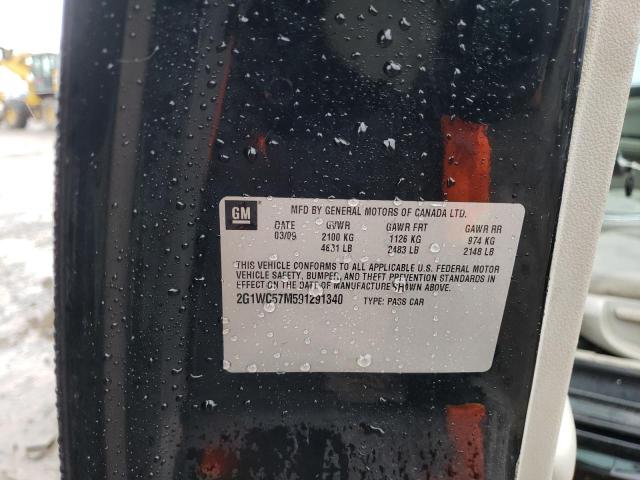 GM
MFD BY GENERAL MOTORS OF CANADA LTD.
DATE GVWR GAWR FRT GAWR RR
03/09 2100 KG 1126 KG 974 KG
4631 LB 2483 LB 2148 LB
THIS VEHICLE CONFORMS TO ALL APPLICABLE U.S. FEDERAL MOTOR
VEHICLE SAFETY, BUMPER, AND THEFT PREVENTION STANDARDS IN
EFFECT ON THE DATE OF MANUFACTURE SHOWN ABOVE.
2G1WC57M591291340 TYPE: PASS CAR